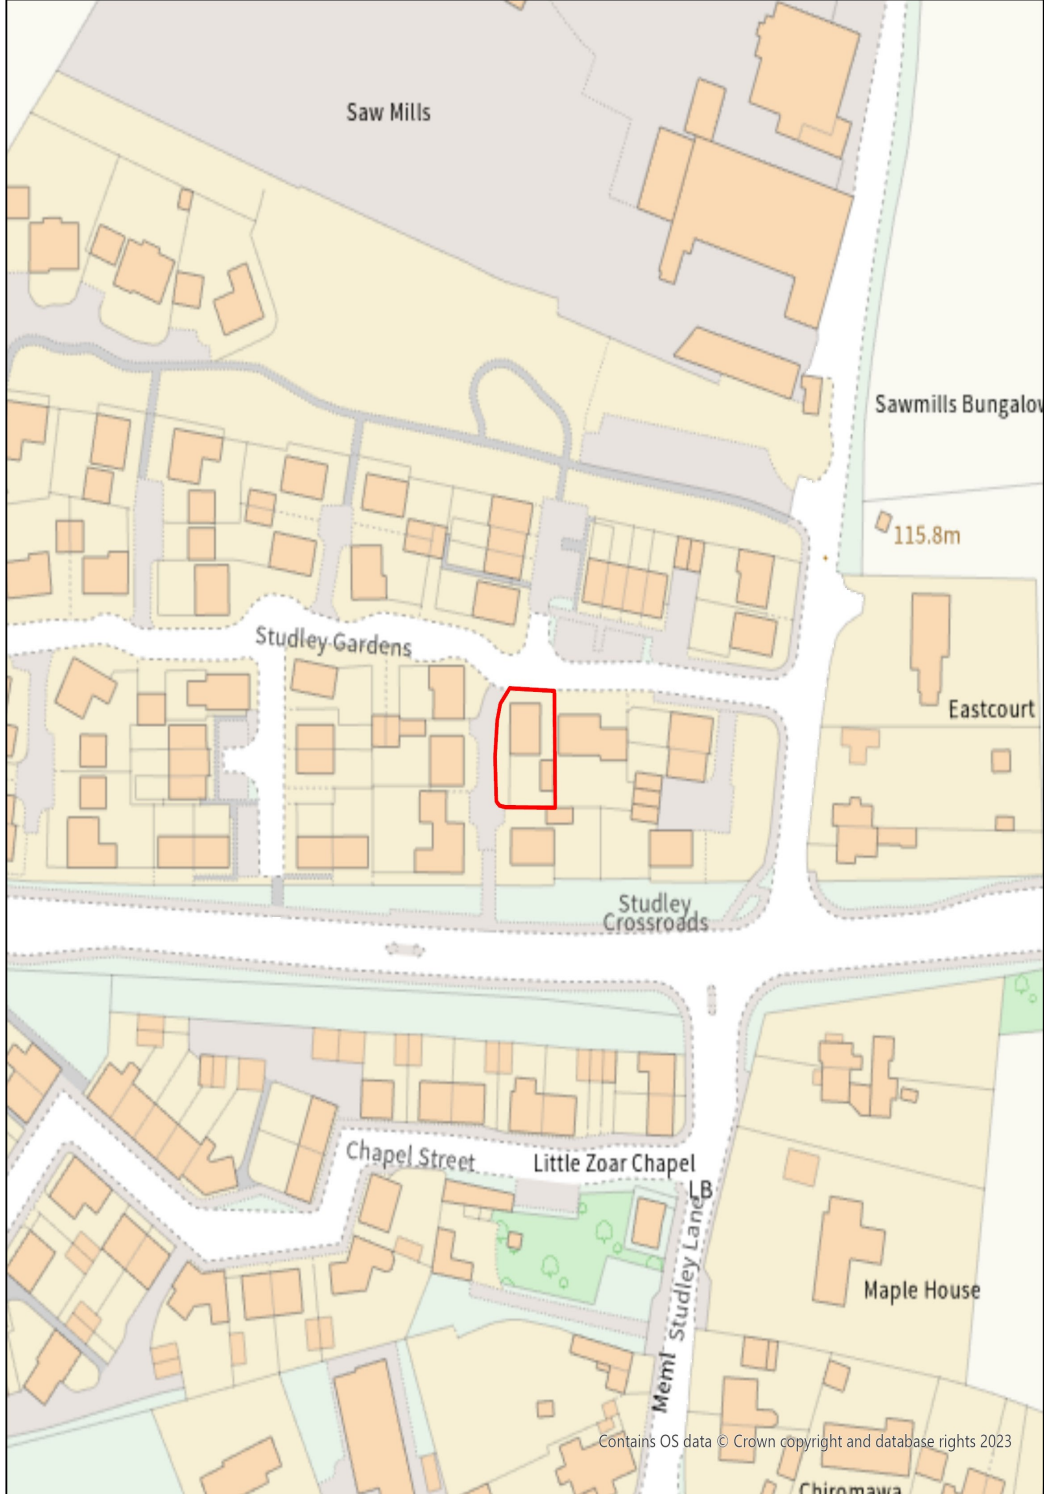 Saw Mills
Sawmills Bungalow
115.8m
Studley Gardens
Eastcourt
Studley
Crossroads
Chapel Street
Little Zoar Chapel
LB
Studley Lane
Maple House
Meml
Contains OS data © Crown copyright and database rights 2023
Chiromawa